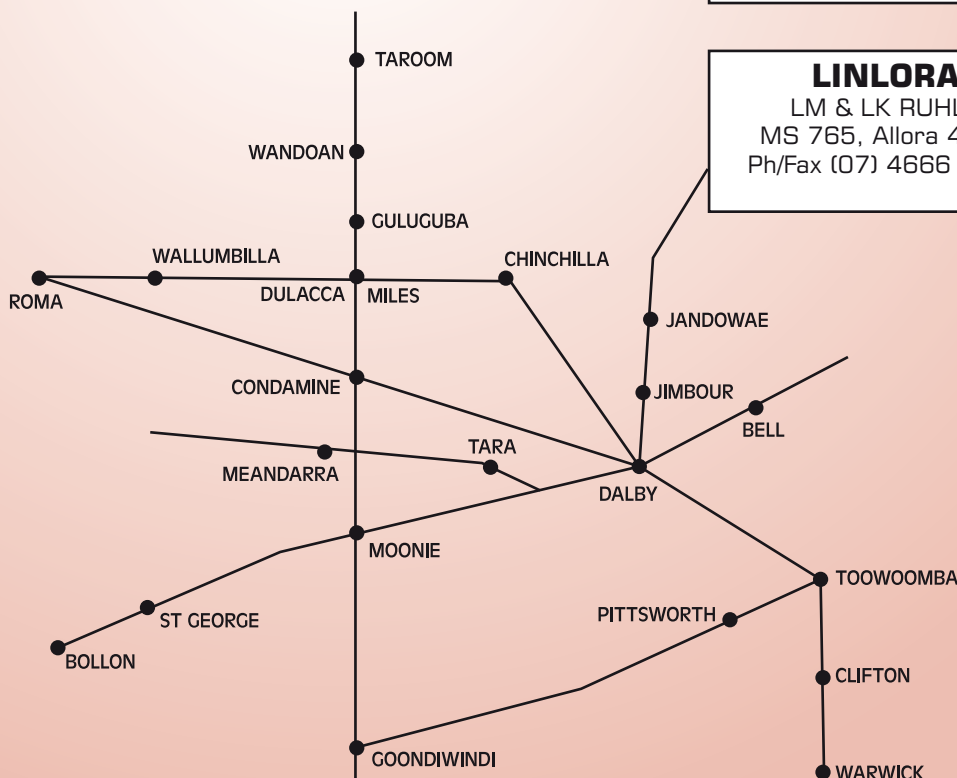 TAROOM
LINLORA
LM & LK RUHL
MS 765, Allora 4
Ph/Fax (07) 4666
WANDOAN
GULUGUBA
WALLUMBILLA
CHINCHILLA
ROMA
DULACCA
MILES
JANDOWAE
CONDAMINE
JIMBOUR
BELL
TARA
MEANDARRA
DALBY
MOONIE
TOOWOOMBA
ST GEORGE
PITTSWORTH
BOLLON
CLIFTON
GOONDIWINDI
WARWICK